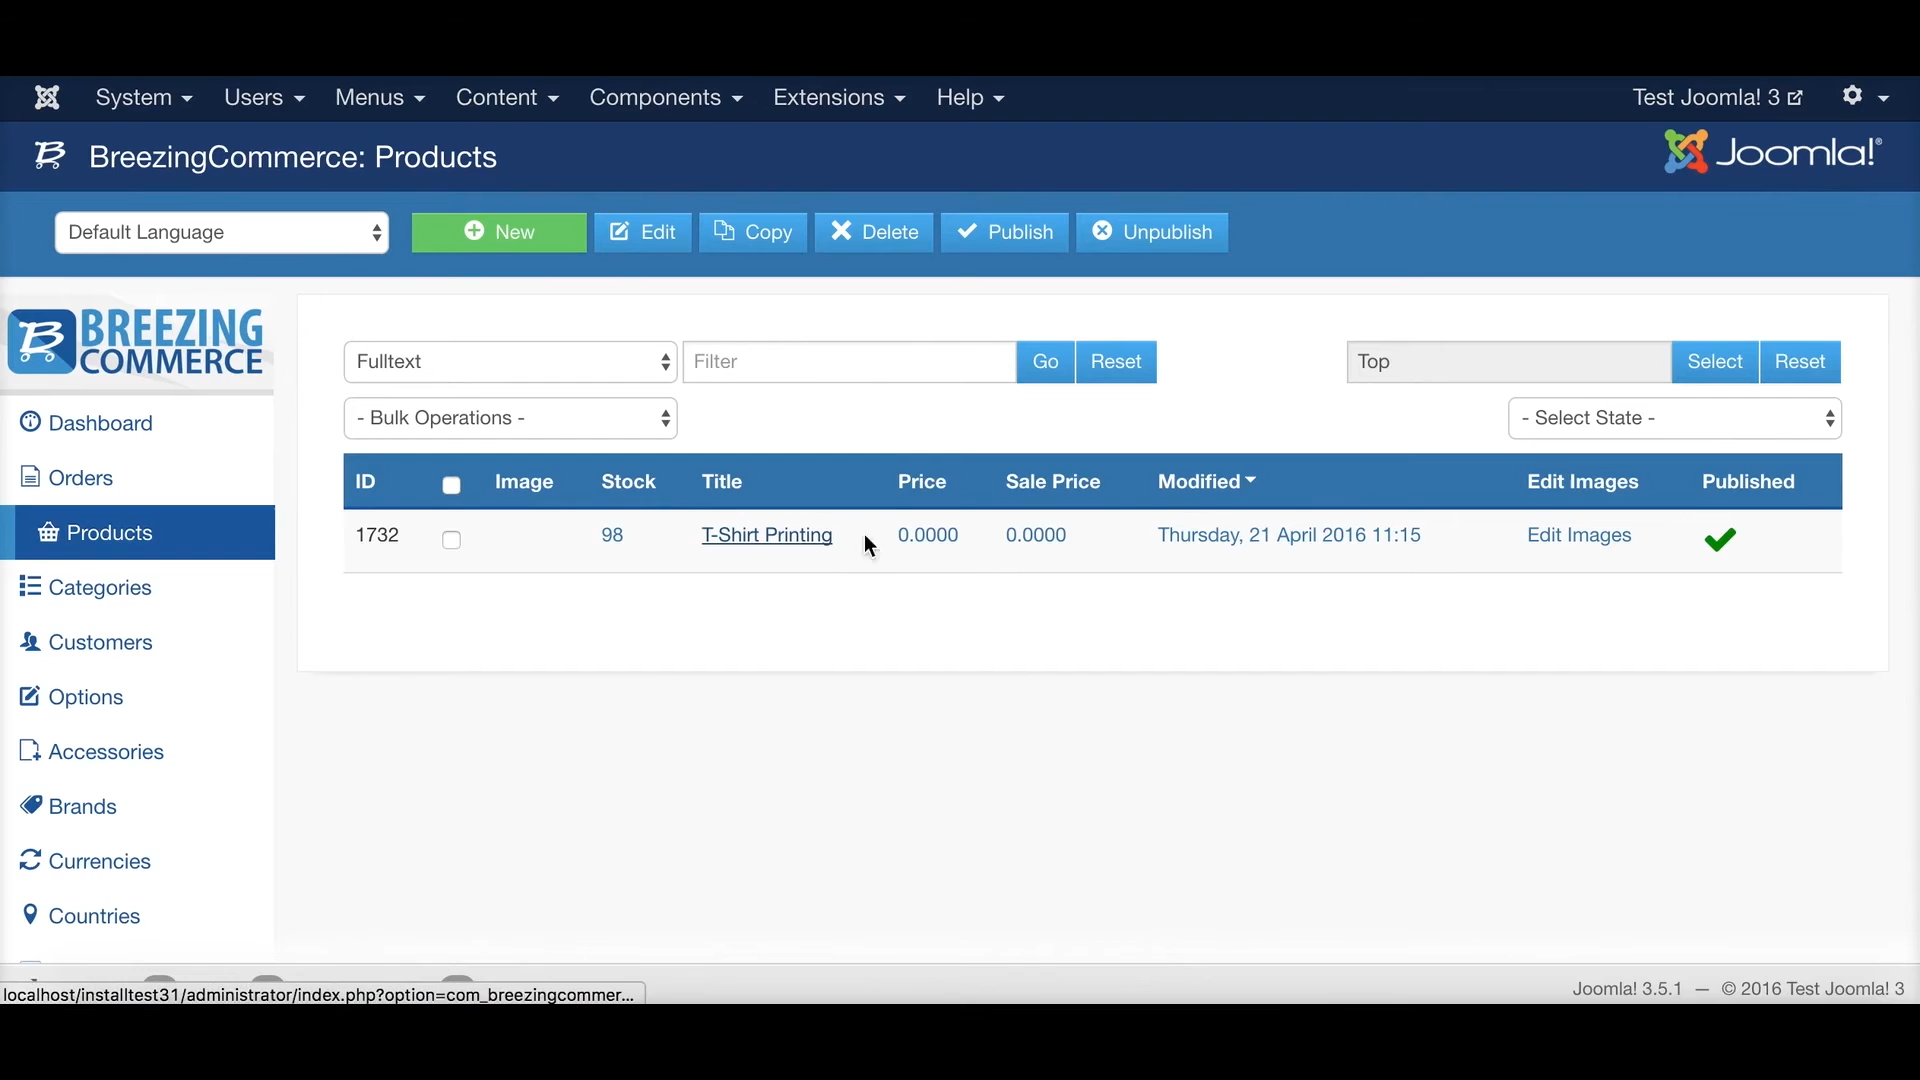 System Users Menus Content Components Extensions Help Test Joomla! 3
BreezingCommerce: Products Joomla!®
Default Language New Edit Copy Delete Publish Unpublish
BREEZING
COMMERCE
Fulltext Filter Go Reset Top Select Reset
- Bulk Operations - - Select State -
ID Image Stock Title Price Sale Price Modified Edit Images Published
1732 98 T-Shirt Printing 0.0000 0.0000 Thursday, 21 April 2016 11:15 Edit Images
Dashboard
Orders
Products
Categories
Customers
Options
Accessories
Brands
Currencies
Countries
localhost/installtest31/administrator/index.php?option=com_breezingcommer...
Joomla! 3.5.1 — © 2016 Test Joomla! 3